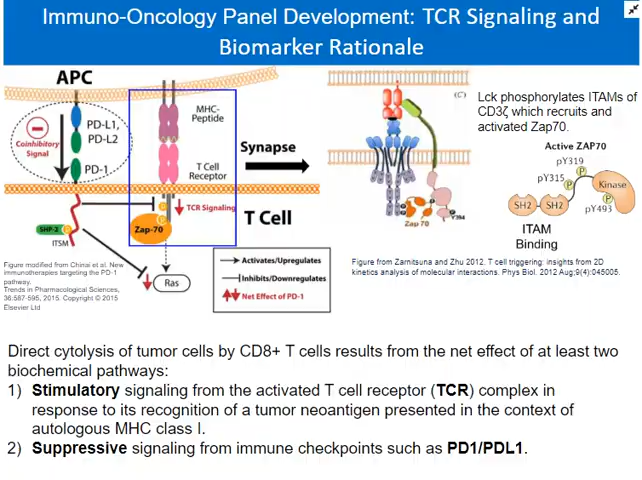 Immuno-Oncology Panel Development: TCR Signaling and
Biomarker Rationale
APC
Coinhibitory
Signal
PD-L1,
PD-L2
PD-1
MHC-
Peptide
T Cell
Receptor
TCR Signaling
Zap-70
SHP-2
ITSM
Ras
Synapse
T Cell
Activates/Upregulates
Inhibits/Downregulates
Net Effect of PD-1
Figure modified from Chinai et al. New
immunotherapies targeting the PD-1
pathway.
Trends in Pharmacological Sciences,
36:587-595, 2015. Copyright © 2015
Elsevier Ltd
(C)
Zap 70
Y394
Lck phosphorylates ITAMs of
CD3ζ which recruits and
activated Zap70.
Active ZAP70
pY319
pY315
P
P
P
Kinase
SH2
SH2
pY493
ITAM
Binding
Figure from Zarnitsuna and Zhu 2012. T cell triggering: insights from 2D
kinetics analysis of molecular interactions. Phys Biol. 2012 Aug;9(4):045005.
Direct cytolysis of tumor cells by CD8+ T cells results from the net effect of at least two
biochemical pathways:
1) Stimulatory signaling from the activated T cell receptor (TCR) complex in
response to its recognition of a tumor neoantigen presented in the context of
autologous MHC class I.
2) Suppressive signaling from immune checkpoints such as PD1/PDL1.